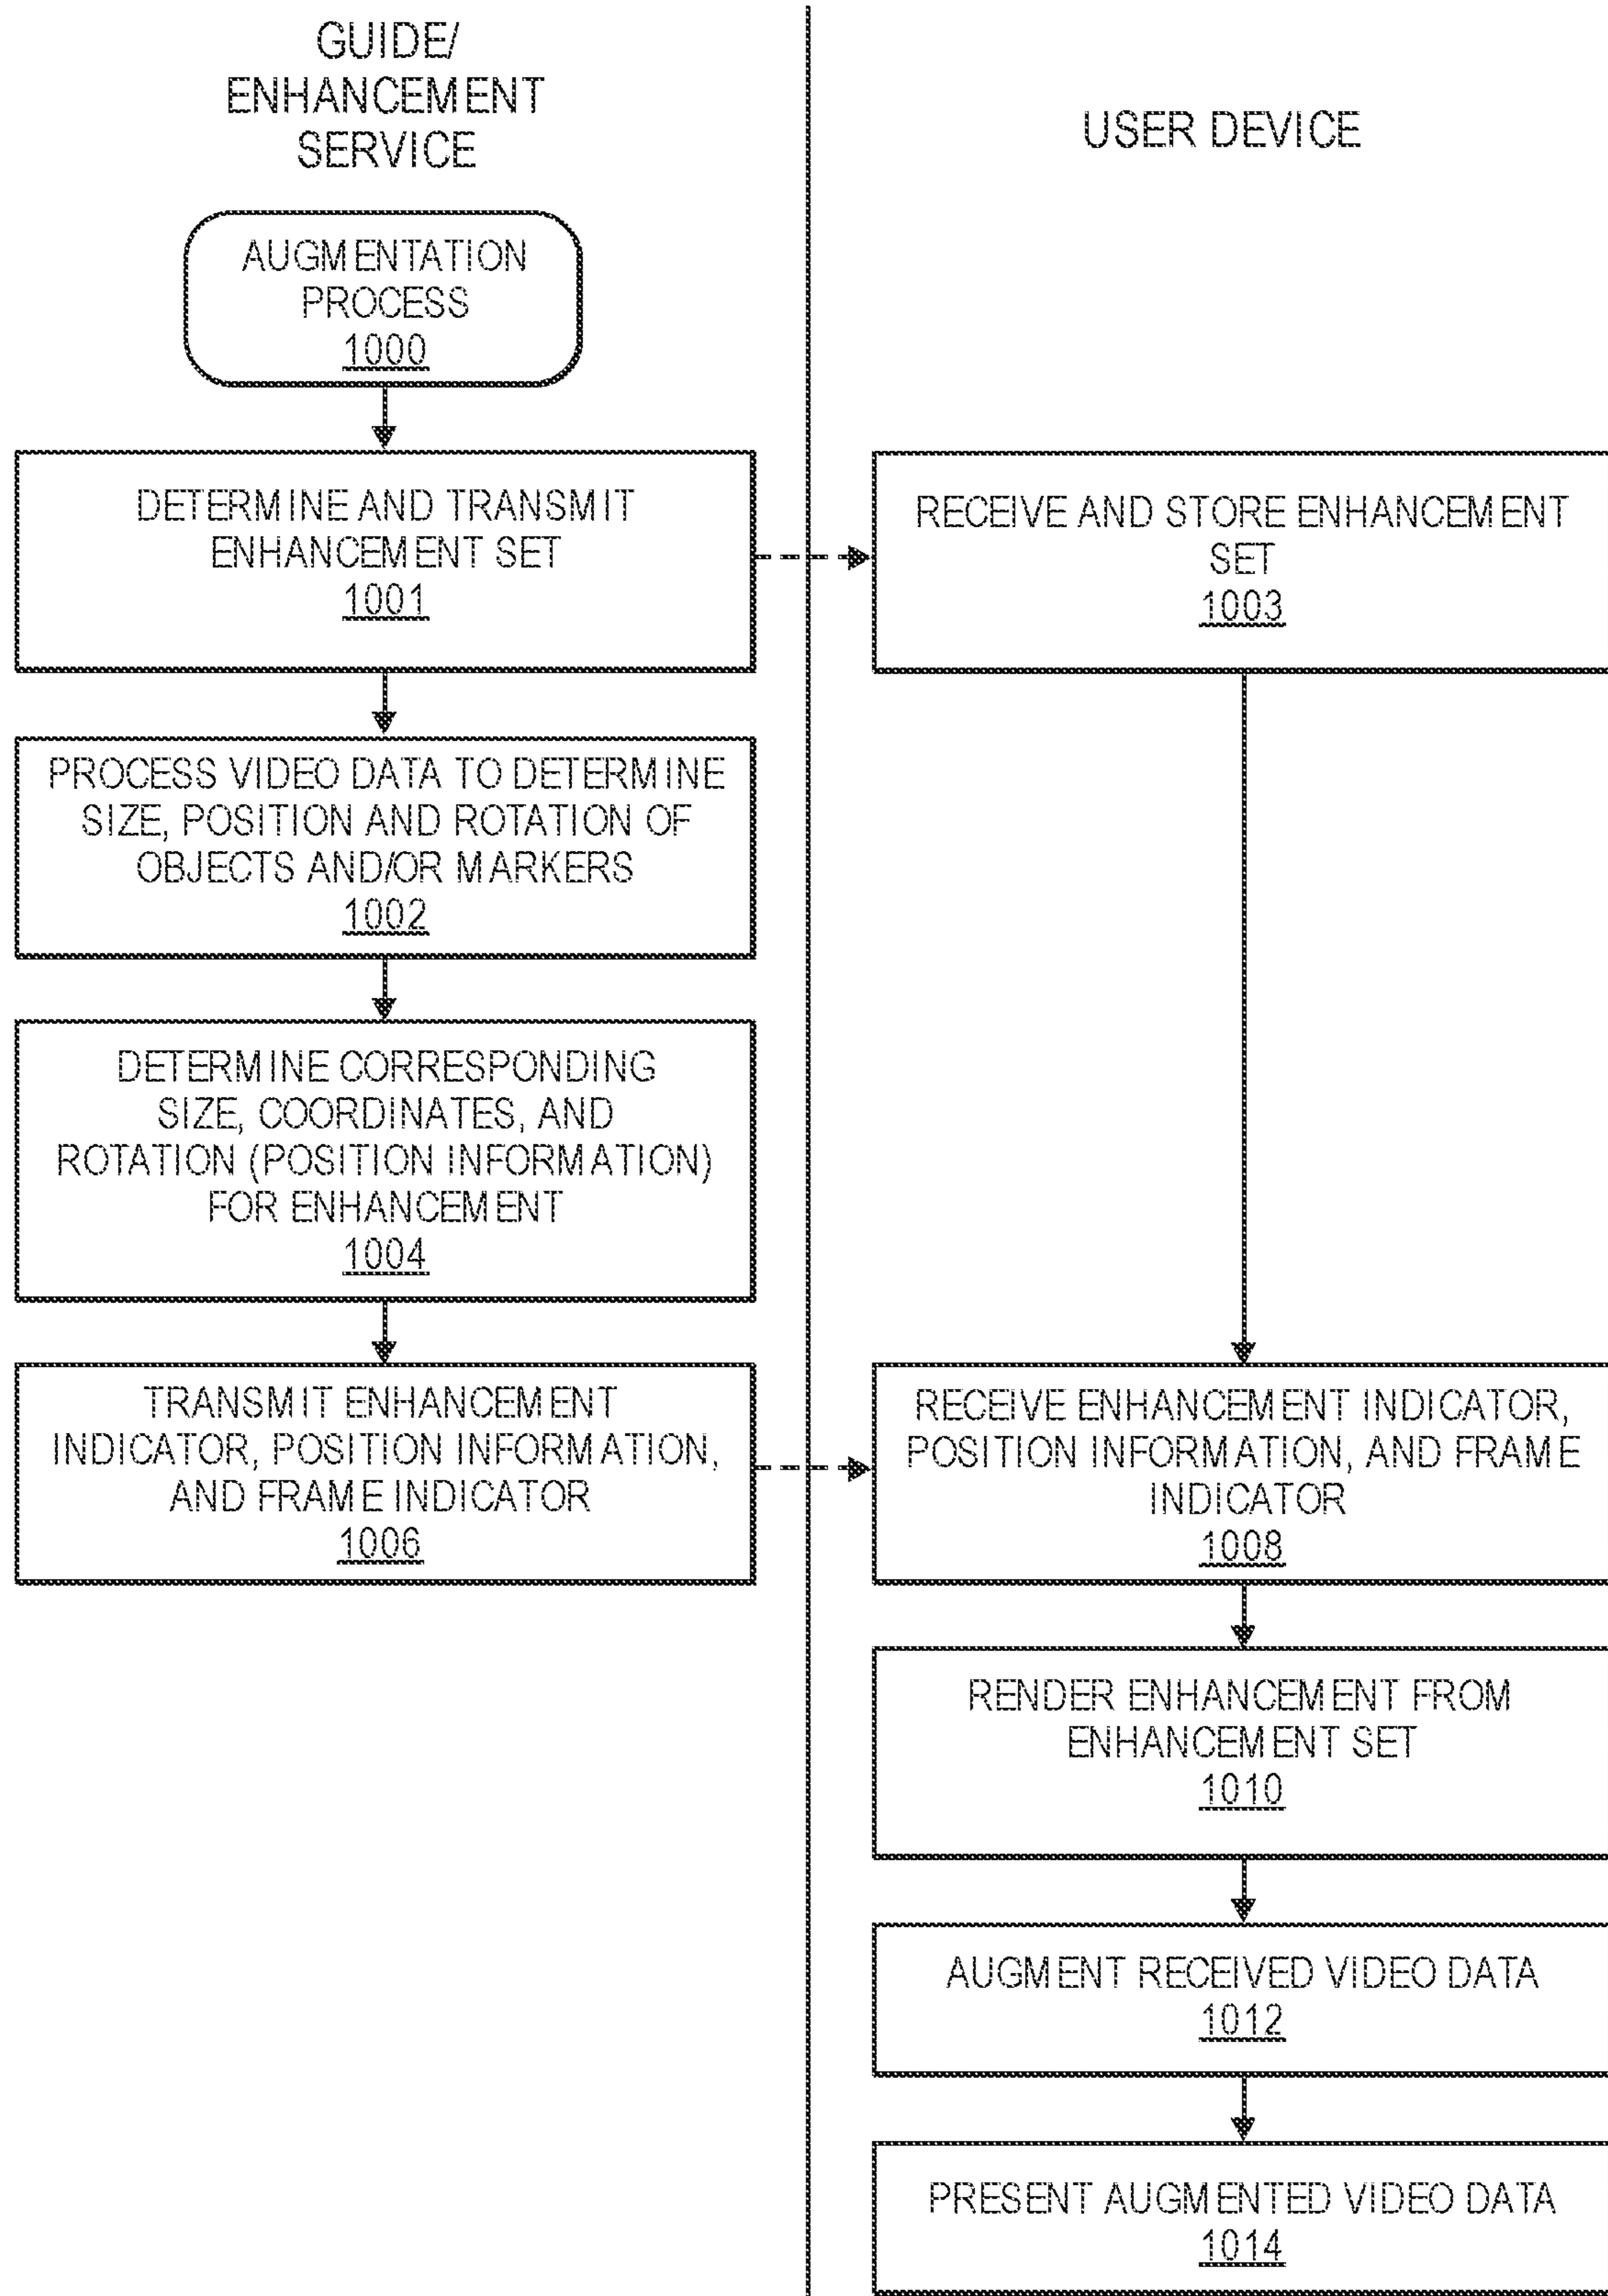 GUIDE/
ENHANCEMENT
SERVICE
USER DEVICE
AUGMENTATION
PROCESS
1000
DETERMINE AND TRANSMIT
ENHANCEMENT SET
1001
RECEIVE AND STORE ENHANCEMENT
SET
1003
PROCESS VIDEO DATA TO DETERMINE
SIZE, POSITION AND ROTATION OF
OBJECTS AND/OR MARKERS
1002
DETERMINE CORRESPONDING
SIZE, COORDINATES, AND
ROTATION (POSITION INFORMATION)
FOR ENHANCEMENT
1004
TRANSMIT ENHANCEMENT
INDICATOR, POSITION INFORMATION,
AND FRAME INDICATOR
1006
RECEIVE ENHANCEMENT INDICATOR,
POSITION INFORMATION, AND FRAME
INDICATOR
1008
RENDER ENHANCEMENT FROM
ENHANCEMENT SET
1010
AUGMENT RECEIVED VIDEO DATA
1012
PRESENT AUGMENTED VIDEO DATA
1014